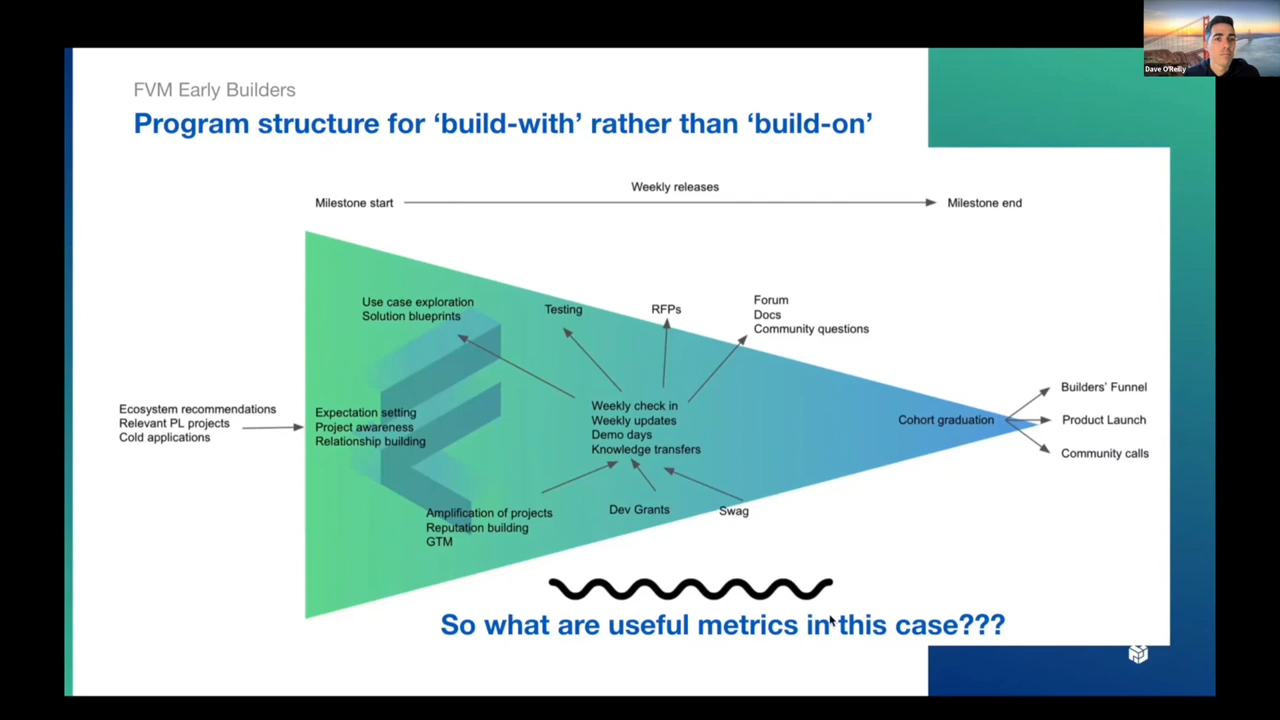 Dave O'Reilly
FVM Early Builders
Program structure for ‘build-with’ rather than ‘build-on’
Weekly releases
Milestone start
Milestone end
Use case exploration
Solution blueprints
Testing
RFPs
Forum
Docs
Community questions
Ecosystem recommendations
Relevant PL projects
Cold applications
Expectation setting
Project awareness
Relationship building
Weekly check in
Weekly updates
Demo days
Knowledge transfers
Cohort graduation
Builders’ Funnel
Product Launch
Community calls
Amplification of projects
Reputation building
GTM
Dev Grants
Swag
So what are useful metrics in this case???